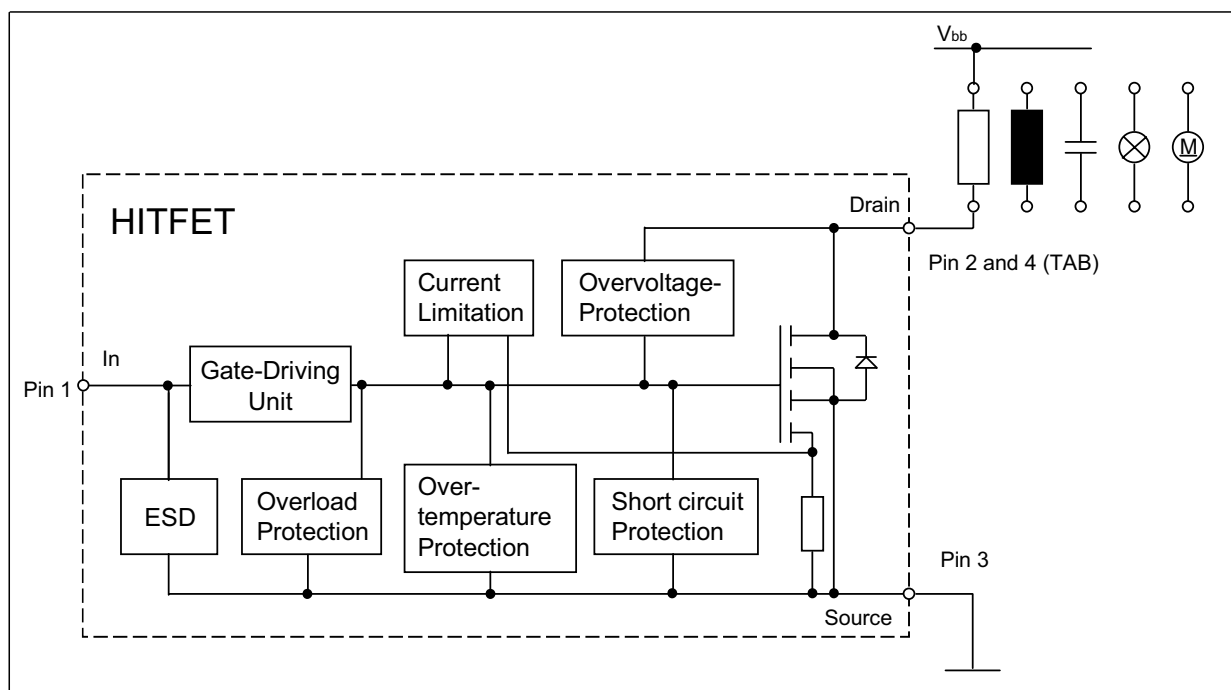 Vbb
M
HITFET
Drain
Pin 2 and 4 (TAB)
Current
Limitation
Overvoltage-
Protection
In
Pin 1
Gate-Driving
Unit
ESD
Overload
Protection
Over-
temperature
Protection
Short circuit
Protection
Pin 3
Source